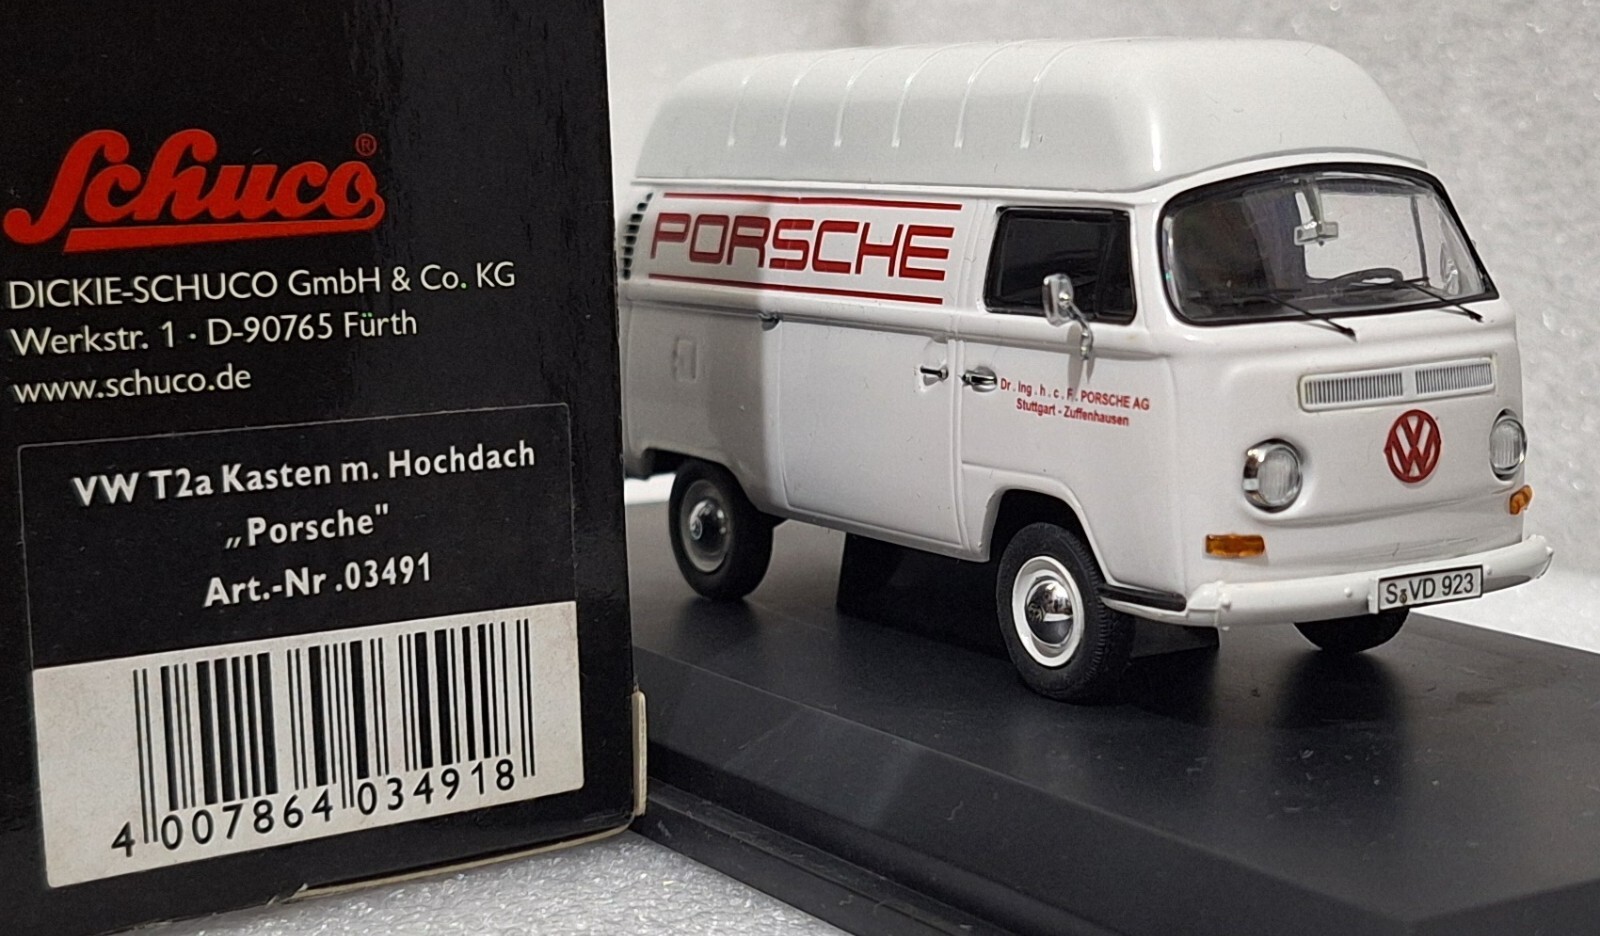 Schuco®
DICKIE-SCHUCO GmbH & Co. KG
Werkstr. 1 · D-90765 Fürth
www.schuco.de
VW T2a Kasten m. Hochdach
„Porsche"
Art.-Nr .03491
4 007864 034918
PORSCHE
Dr . Ing . h . c . F . PORSCHE AG
Stuttgart - Zuffenhausen
VW
S VD 923